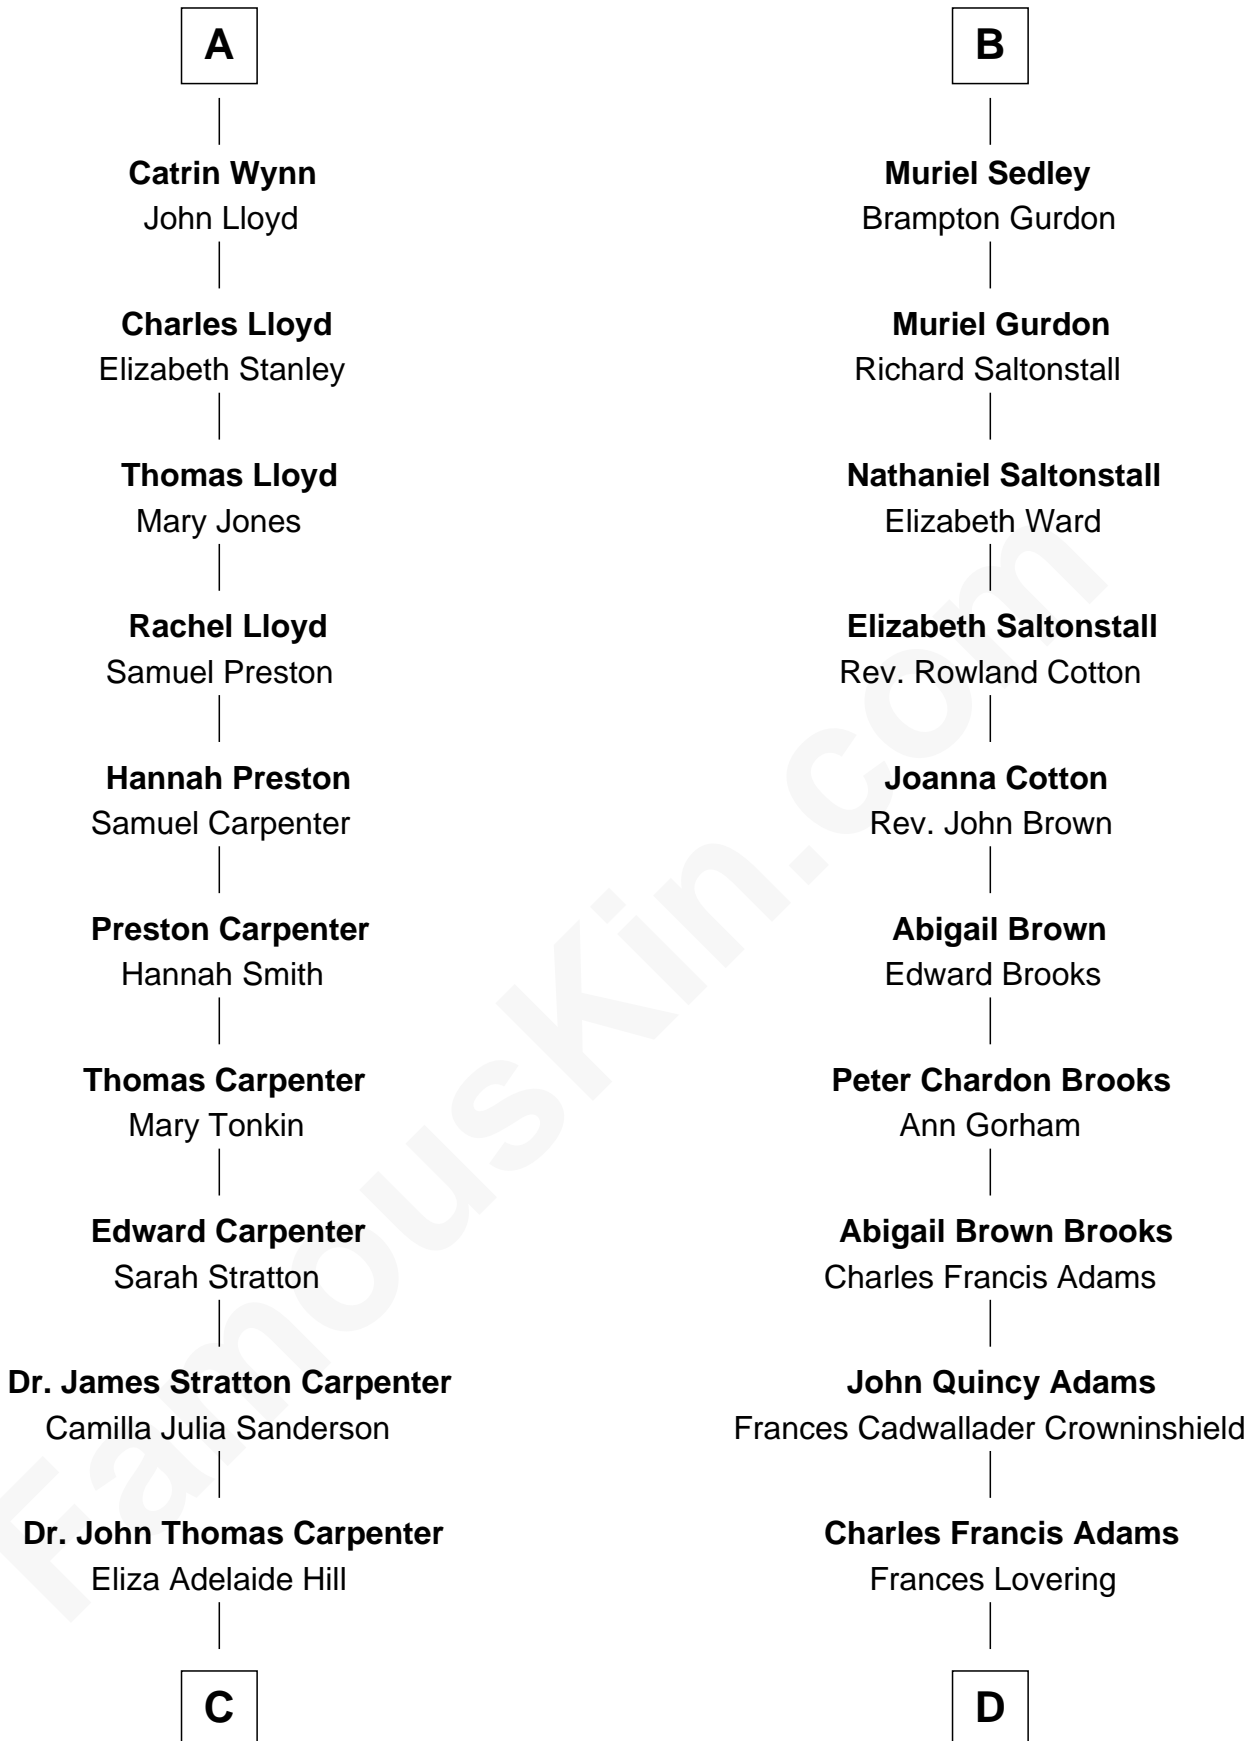 A
Catrin Wynn
John Lloyd
Charles Lloyd
Elizabeth Stanley
Thomas Lloyd
Mary Jones
Rachel Lloyd
Samuel Preston
Hannah Preston
Samuel Carpenter
Preston Carpenter
Hannah Smith
Thomas Carpenter
Mary Tonkin
Edward Carpenter
Sarah Stratton
Dr. James Stratton Carpenter
Camilla Julia Sanderson
Dr. John Thomas Carpenter
Eliza Adelaide Hill
C
B
Muriel Sedley
Brampton Gurdon
Muriel Gurdon
Richard Saltonstall
Nathaniel Saltonstall
Elizabeth Ward
Elizabeth Saltonstall
Rev. Rowland Cotton
Joanna Cotton
Rev. John Brown
Abigail Brown
Edward Brooks
Peter Chardon Brooks
Ann Gorham
Abigail Brown Brooks
Charles Francis Adams
John Quincy Adams
Frances Cadwallader Crowninshield
Charles Francis Adams
Frances Lovering
D
FamousKin.com